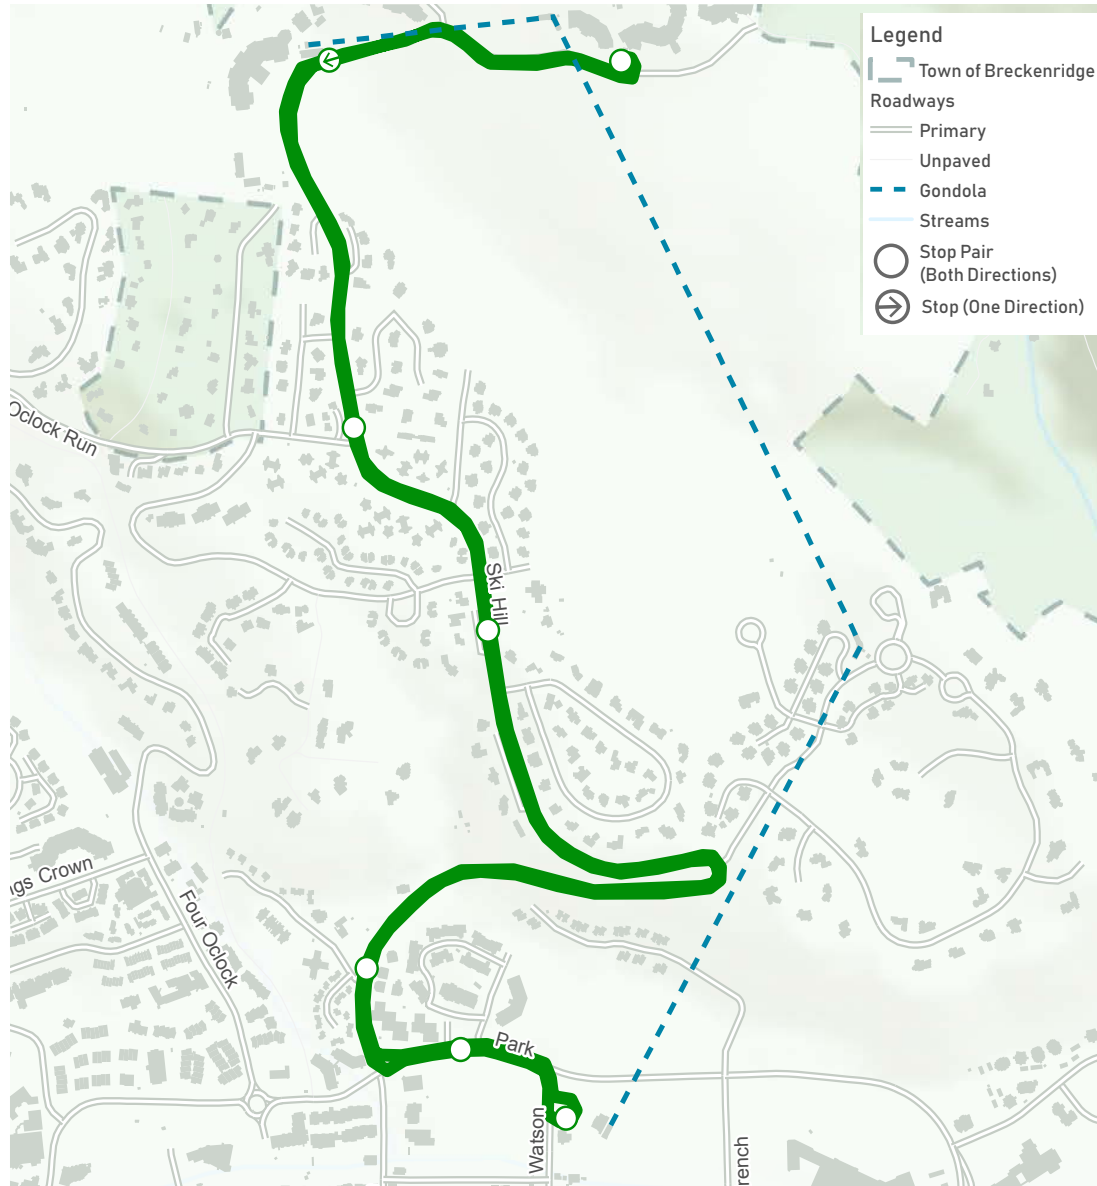 Legend
Town of Breckenridge
Roadways
Primary
Unpaved
Gondola
Streams
Stop Pair
(Both Directions)
Stop (One Direction)
Oclock Run
Ski Hill
gs Crown
Four Oclock
Park
Watson
rench